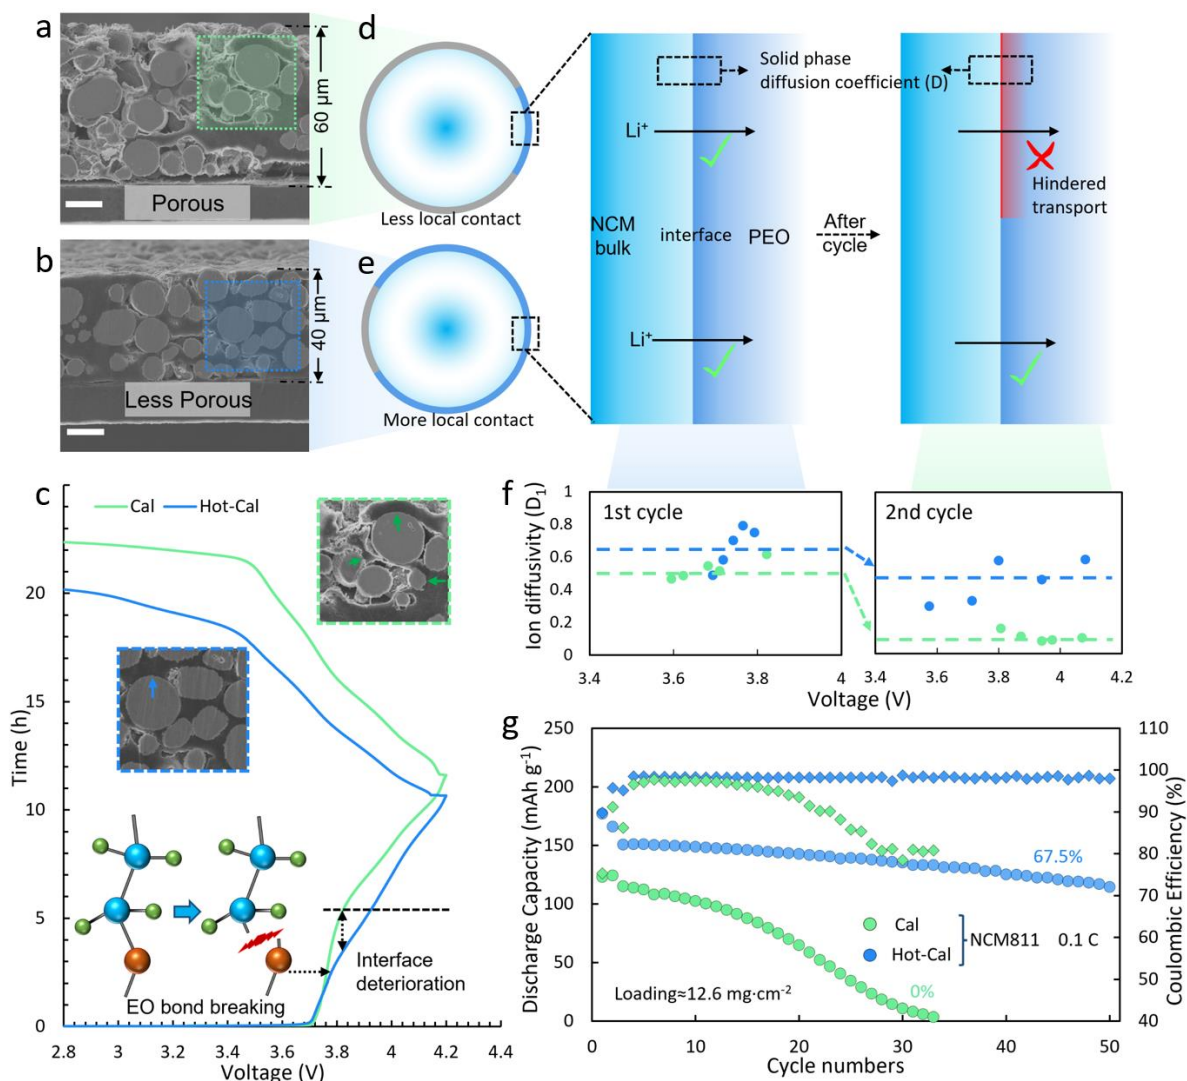 a
60 µm
Porous
b
40 µm
Less Porous
d
Less local contact
e
More local contact
Solid phase
diffusion coefficient (D)
Li⁺
NCM
bulk
interface
PEO
Li⁺
After
cycle
Hindered
transport
c
Cal
Hot-Cal
Time (h)
20
15
10
5
0
2.8 3 3.2 3.4 3.6 3.8 4 4.2 4.4
Voltage (V)
EO bond breaking
Interface
deterioration
f
Ion diffusivity (D₁)
1
0.8
0.6
0.4
0.2
0
1st cycle
2nd cycle
3.4 3.6 3.8 4 3.4 3.6 3.8 4 4.2
Voltage (V)
g
Discharge Capacity (mAh g⁻¹)
250
200
150
100
50
0
67.5%
Cal
Hot-Cal
NCM811 0.1 C
Loading≈12.6 mg·cm⁻²
0%
0 10 20 30 40 50
Cycle numbers
110
100
90
80
70
60
50
40
Coulombic Efficiency (%)